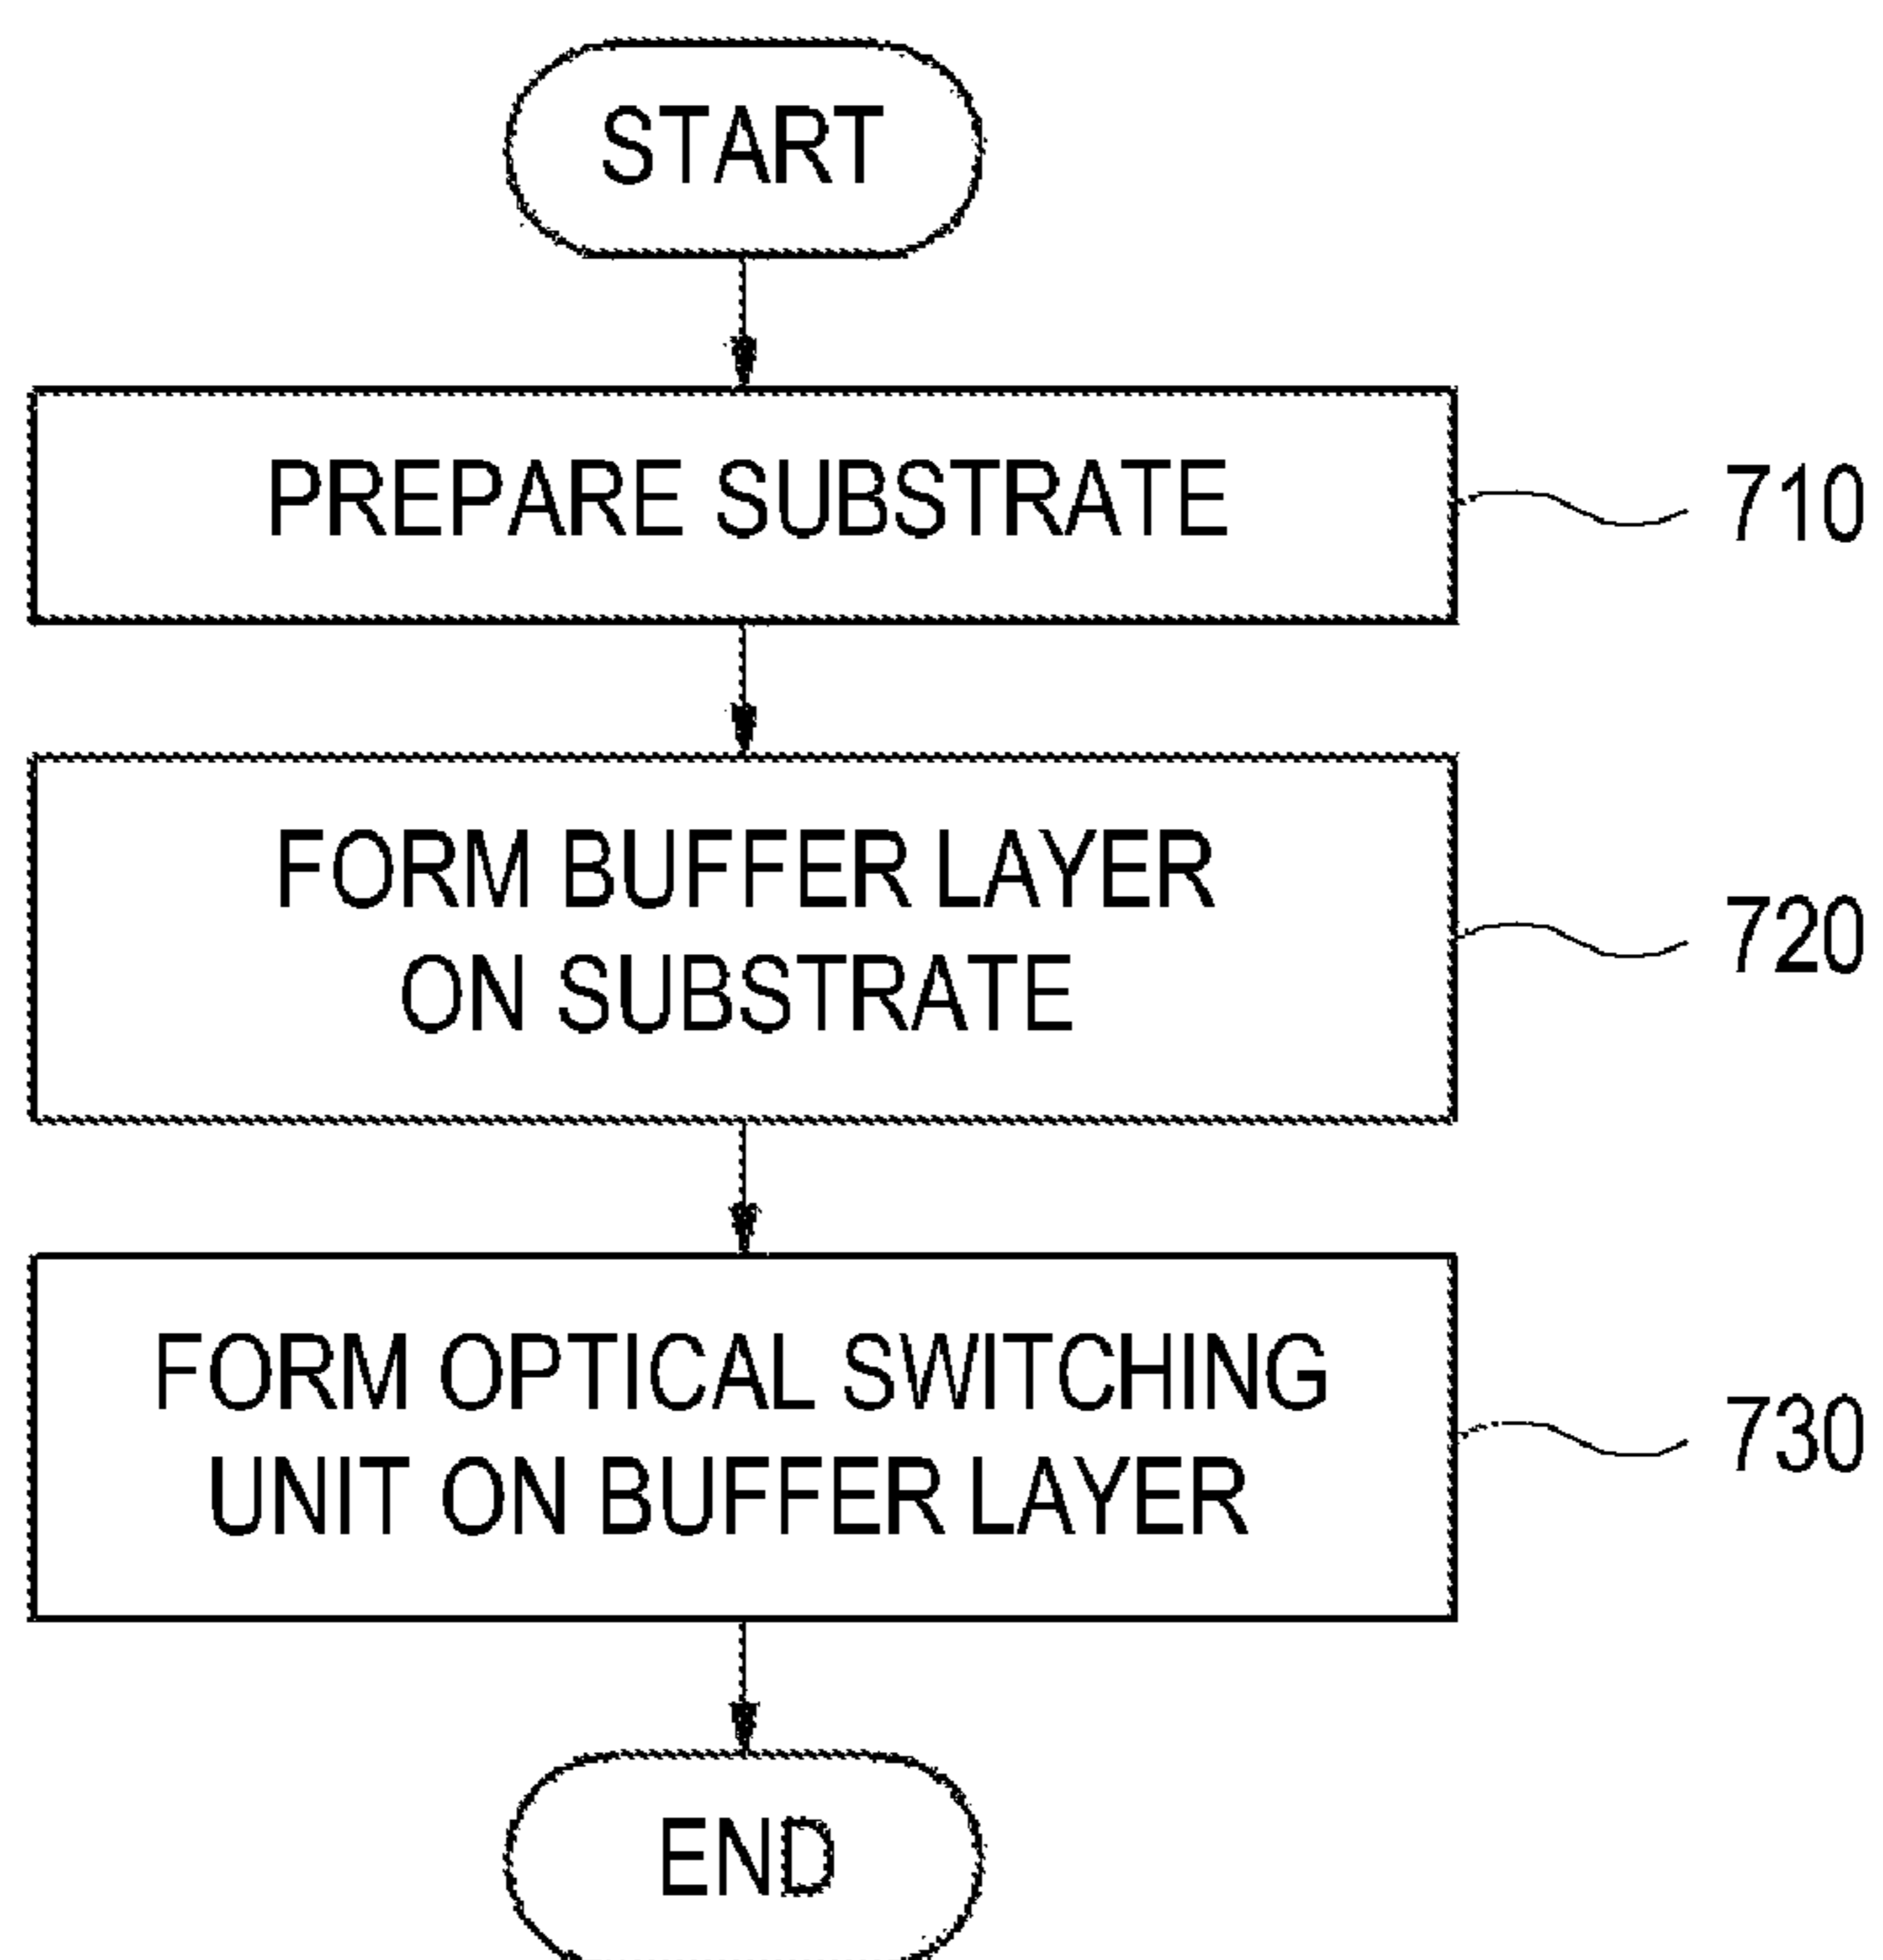 START
PREPARE SUBSTRATE
710
FORM BUFFER LAYER
ON SUBSTRATE
720
FORM OPTICAL SWITCHING
UNIT ON BUFFER LAYER
730
END